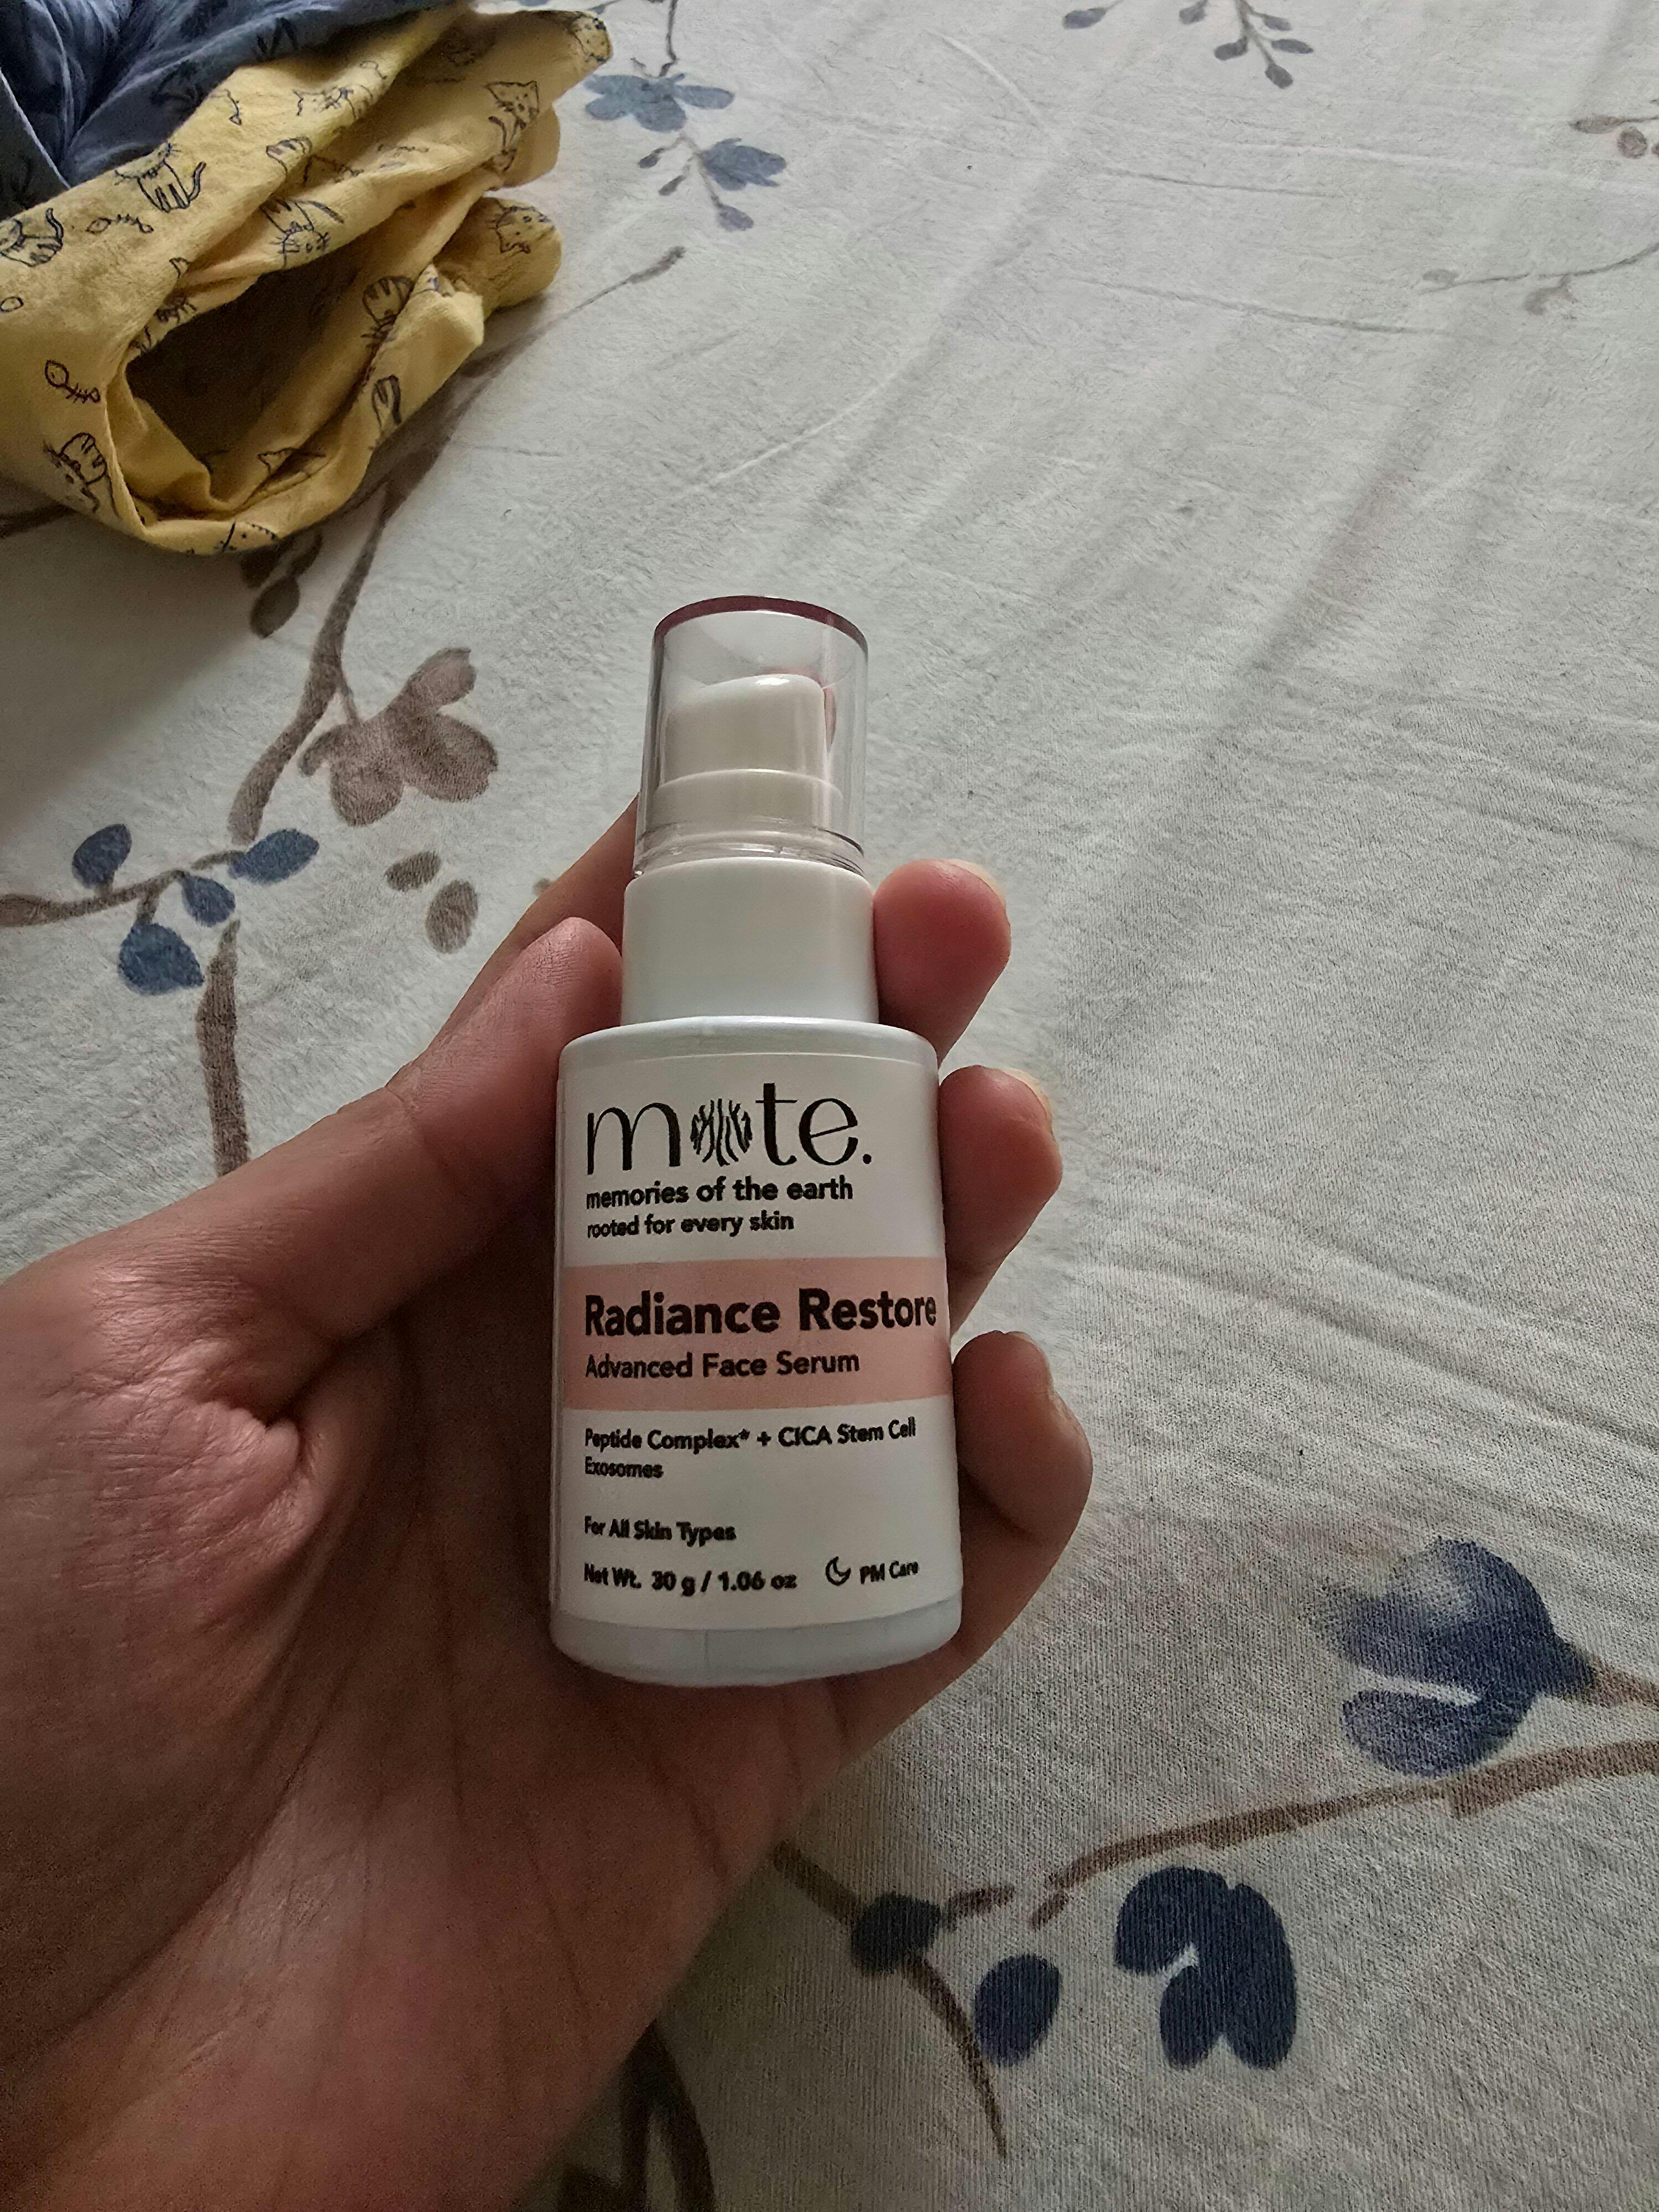 mote.
memories of the earth
rooted for every skin
Radiance Restore
Advanced Face Serum
Peptide Complex* + CICA Stem Cell
Exosomes
For All Skin Types
Net Wt. 30 g / 1.06 oz
PM Care